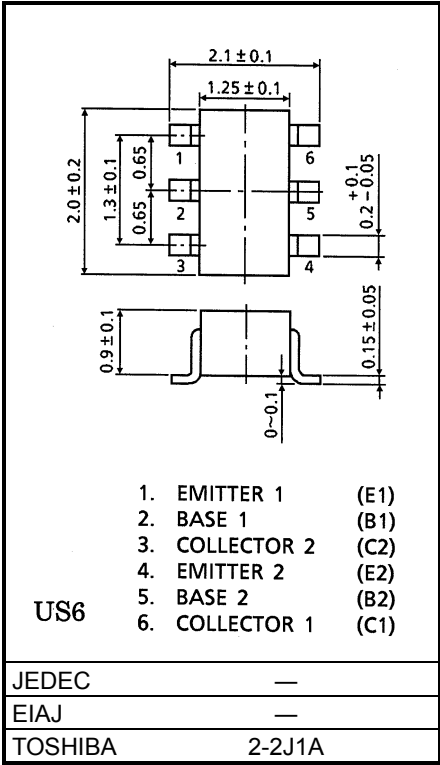 2.1±0.1
1.25±0.1
2.0±0.2
1.3±0.1
0.65
0.65
1
2
3
6
5
4
0.2 +0.1 −0.05
0.9±0.1
0.15±0.05
0~0.1
1. EMITTER 1 (E1)
2. BASE 1 (B1)
3. COLLECTOR 2 (C2)
4. EMITTER 2 (E2)
5. BASE 2 (B2)
6. COLLECTOR 1 (C1)
US6
JEDEC —
EIAJ —
TOSHIBA 2-2J1A